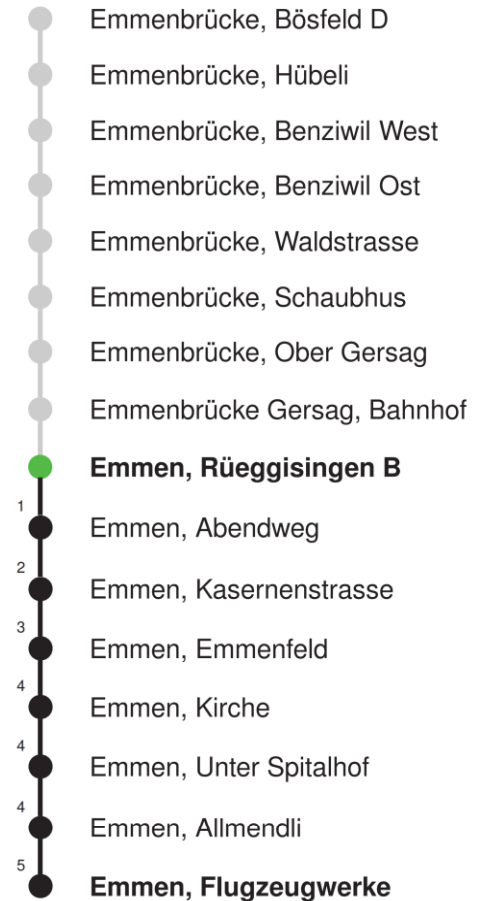 Emmenbrücke, Bösfeld D
Emmenbrücke, Hübeli
Emmenbrücke, Benziwil West
Emmenbrücke, Benziwil Ost
Emmenbrücke, Waldstrasse
Emmenbrücke, Schaubhus
Emmenbrücke, Ober Gersag
Emmenbrücke Gersag, Bahnhof
Emmen, Rüeggisingen B
1 Emmen, Abendweg
2 Emmen, Kasernenstrasse
3 Emmen, Emmenfeld
4 Emmen, Kirche
4 Emmen, Unter Spitalhof
4 Emmen, Allmendli
5 Emmen, Flugzeugwerke